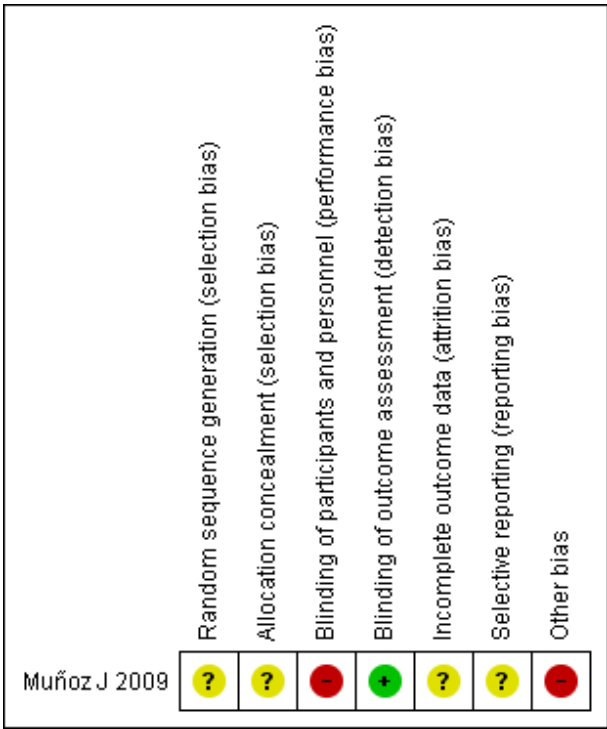 Random sequence generation (selection bias)
Allocation concealment (selection bias)
Blinding of participants and personnel (performance bias)
Blinding of outcome assessment (detection bias)
Incomplete outcome data (attrition bias)
Selective reporting (reporting bias)
Other bias
Muñoz J 2009 ? ? - + ? ? -